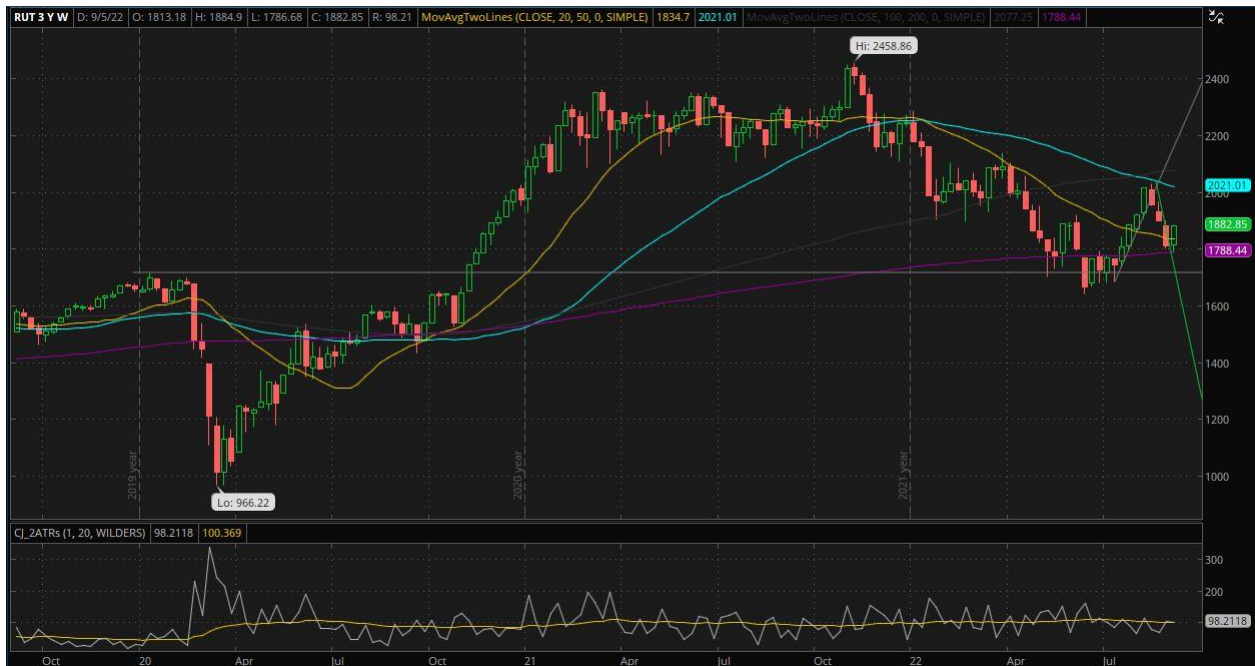 RUT 3 Y W D: 9/5/22 O: 1813.18 H: 1884.9 L: 1786.68 C: 1882.85 R: 98.21 MovAvgTwoLines (CLOSE, 20, 50, 0, SIMPLE) 1834.7 2021.01 MovAvgTwoLines (CLOSE, 100, 200, 0, SIMPLE) 2077.25 1788.44
Hi: 2458.86
2400
2200
2021.01
2000
1882.85
1788.44
1600
1400
1200
1000
2019 year
2020 year
2021 year
Lo: 966.22
CJ_2ATRs (1, 20, WILDERS) 98.2118 100.369
300
200
98.2118
Oct 20 Apr Jul Oct 21 Apr Jul Oct 22 Apr Jul